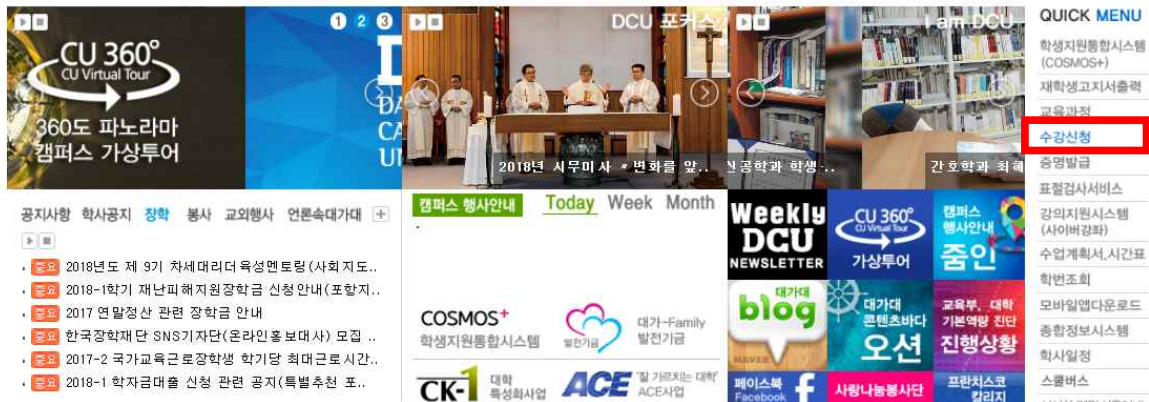 CU 360°
CU Virtual Tour
360도 파노라마
캠퍼스 가상투어
1 2 3
DCU 포커스
2018년 시무미사 "변화를 앞..
I am DCU
공학과 학생..
간호학과 최혜
QUICK MENU
학생지원통합시스템
(COSMOS+)
재학생고지서출력
교육과정
수강신청
증명발급
표절검사서비스
강의지원시스템
(사이버강좌)
수업계획서,시간표
학번조회
모바일앱다운로드
종합정보시스템
학사일정
스쿨버스
공지사항 학사공지 장학 봉사 교외행사 언론속대가대
중요 2018년도 제 9기 차세대리더육성멘토링(사회지도..
중요 2018-1학기 재난피해지원장학금 신청안내(포항지..
중요 2017 연말정산 관련 장학금 안내
중요 한국장학재단 SNS기자단(온라인홍보대사) 모집 ..
중요 2017-2 국가교육근로장학생 학기당 최대근로시간..
중요 2018-1 학자금대출 신청 관련 공지(특별추천 포..
캠퍼스 행사안내 Today Week Month
COSMOS+
학생지원통합시스템
발전기금
대가-Family
발전기금
CK-1 대학
특성화사업
ACE '잘 가르치는 대학'
ACE사업
Weekly
DCU
NEWSLETTER
CU 360°
CU Virtual Tour
가상투어
캠퍼스
행사안내
줌인
대가대
blog
NAVER
대가대
콘텐츠바다
오션
교육부, 대학
기본역량 진단
진행상황
페이스북
Facebook
사랑나눔봉사단
프란치스코
칼리지